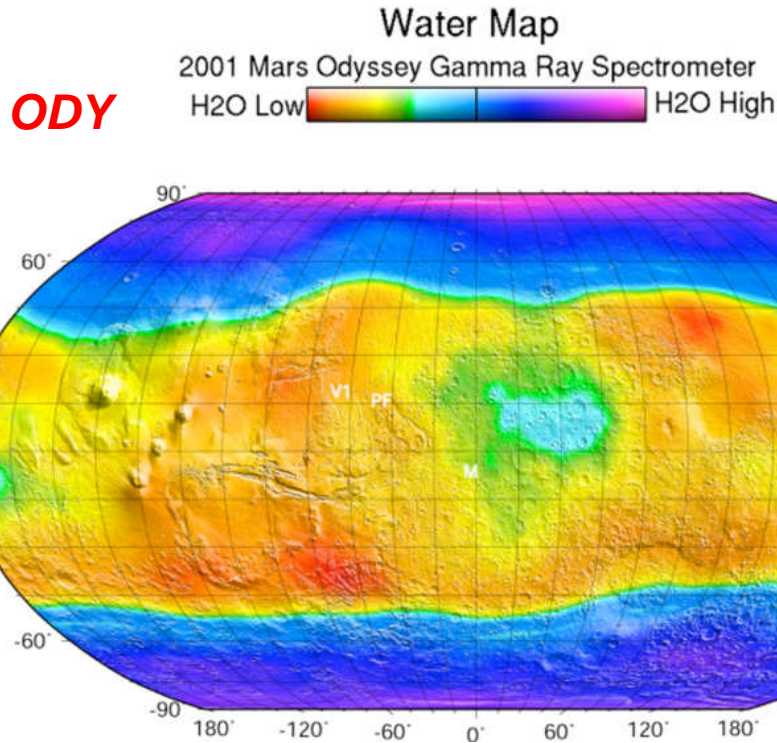 Water Map
2001 Mars Odyssey Gamma Ray Spectrometer
ODY
H2O Low H2O High
90°
60°
V1 PF
M
-60°
-90
180° -120° -60° 0° 60° 120° 180°